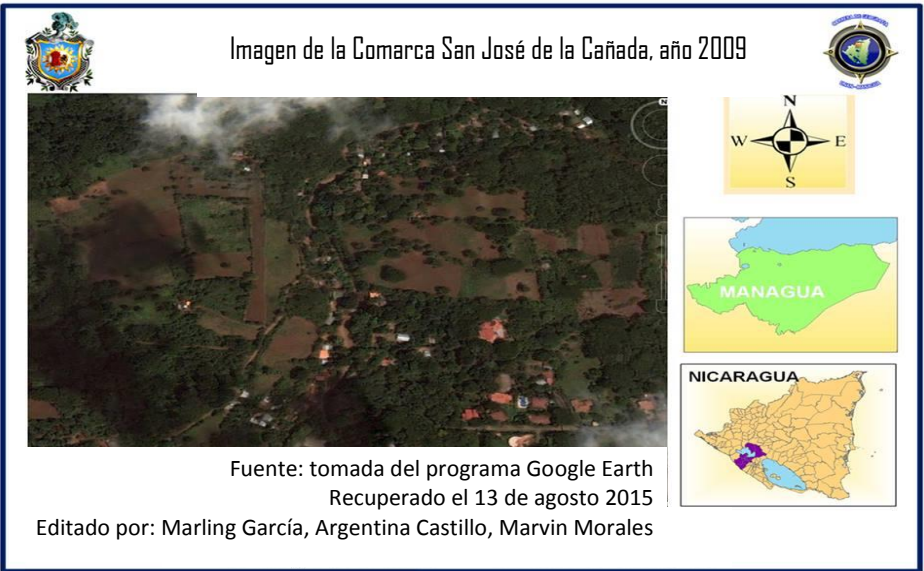 Imagen de la Comarca San José de la Cañada, año 2009
N
N
W
E
S
MANAGUA
NICARAGUA
Fuente: tomada del programa Google Earth
Recuperado el 13 de agosto 2015
Editado por: Marling García, Argentina Castillo, Marvin Morales